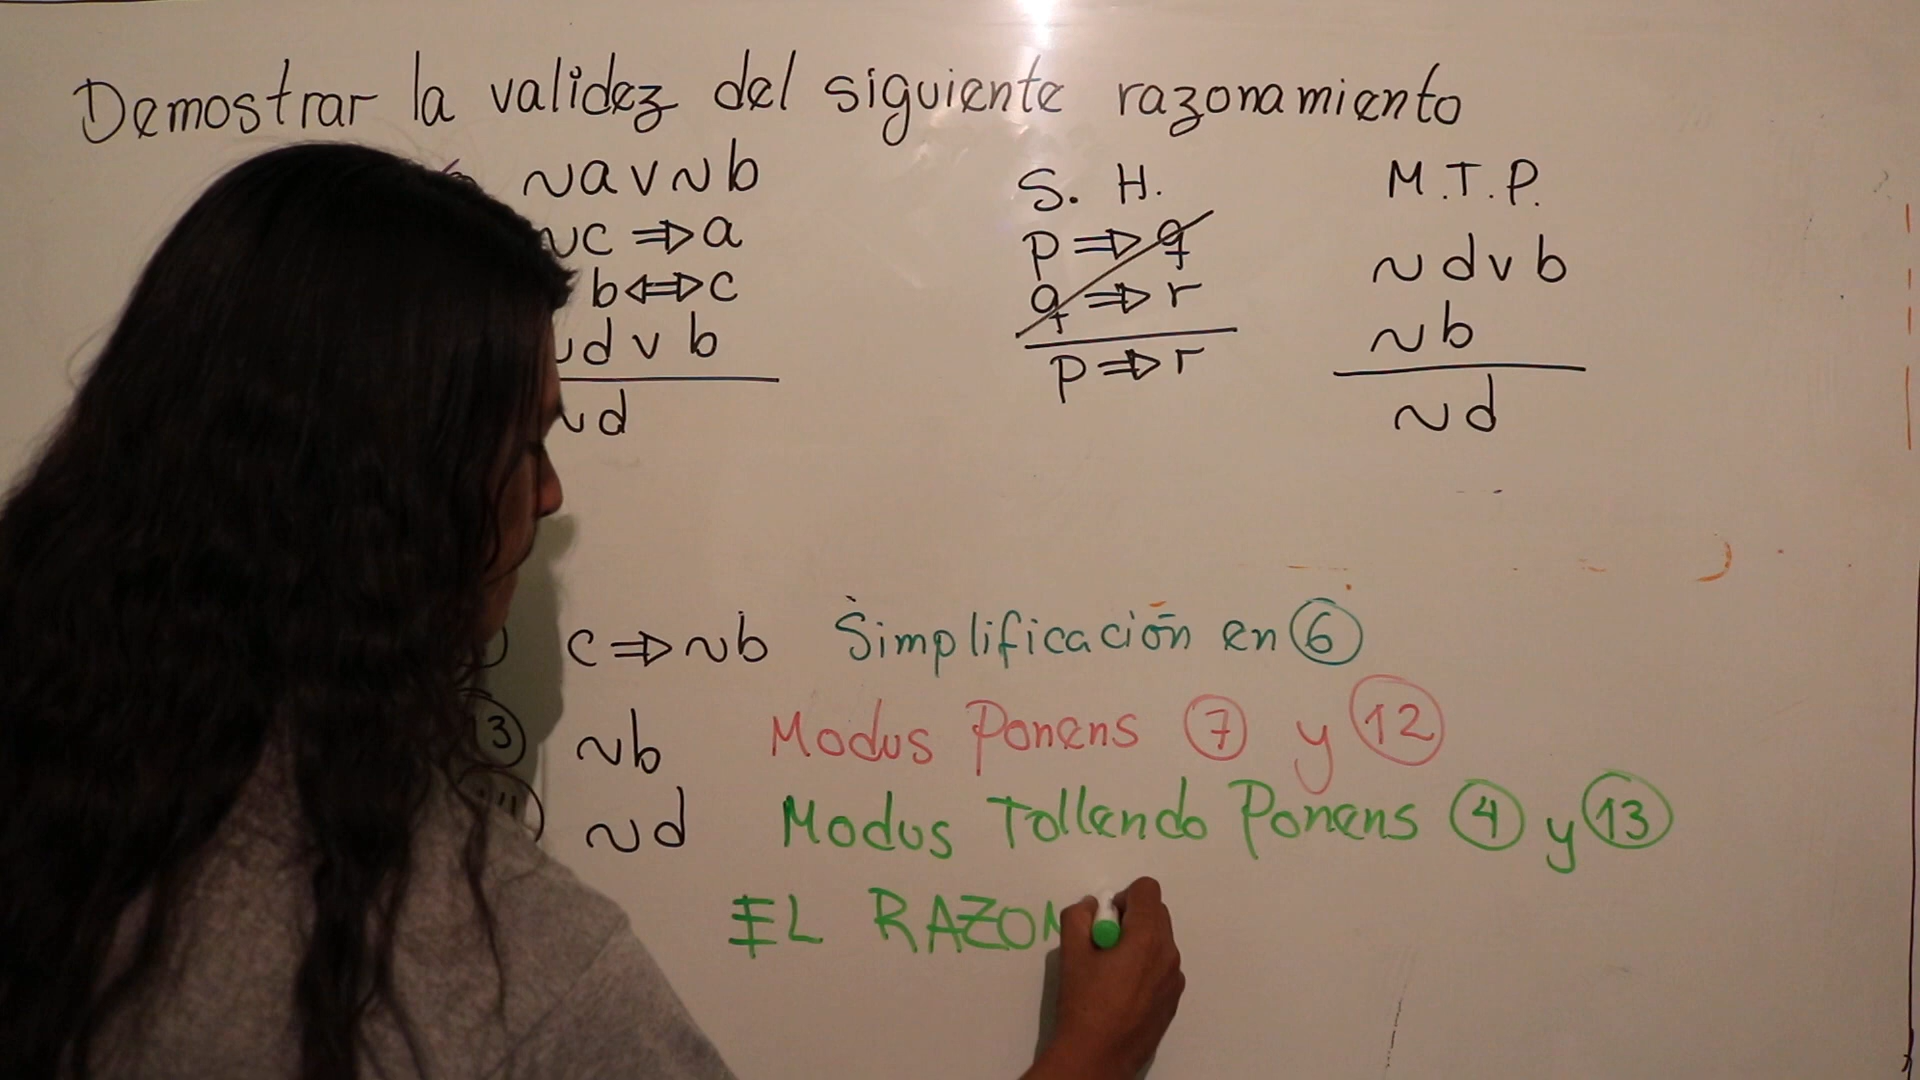 Demostrar la validez del siguiente razonamiento
~a v ~b
~c ⇒ a
b ⇔ c
~d v b
~d
S. H.
p ⇒ q
q ⇒ r
p ⇒ r
M.T.P.
~d v b
~b
~d
c ⇒ ~b Simplificación en 6
13 ~b Modus Ponens 7 y 12
~d Modus Tollendo Ponens 4 y 13
EL RAZON